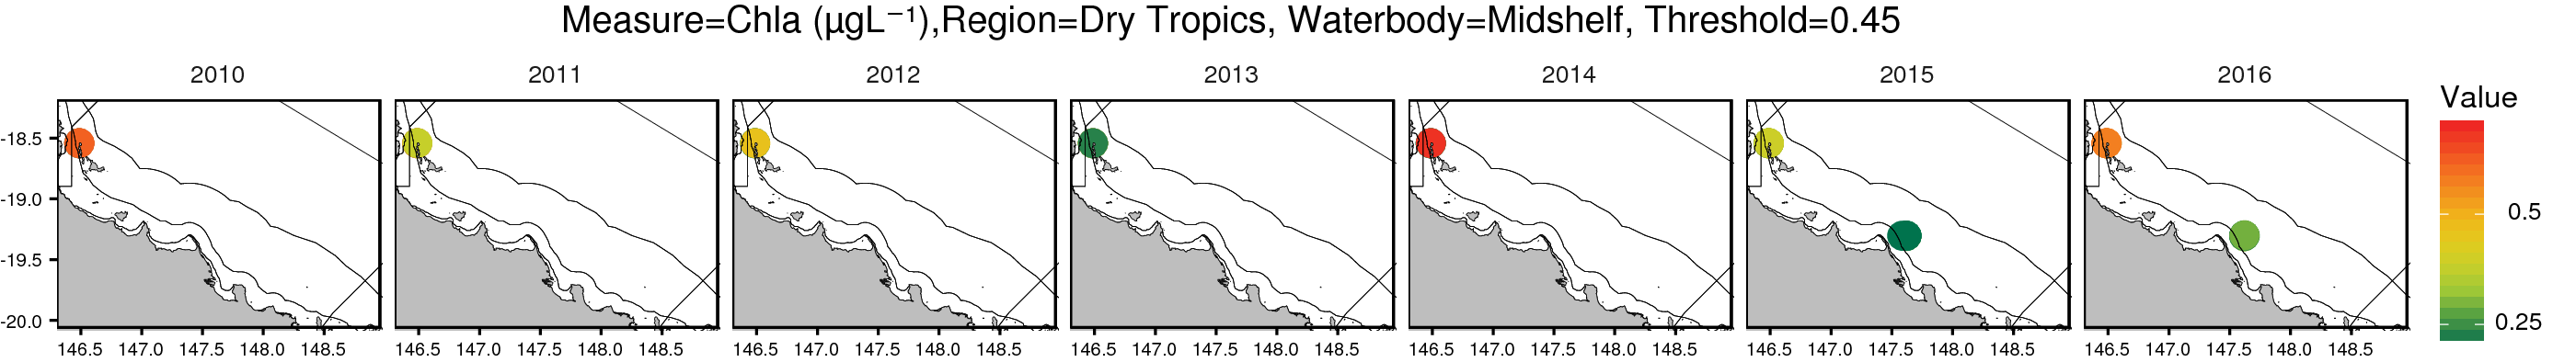 Measure=Chla (µgL⁻¹),Region=Dry Tropics, Waterbody=Midshelf, Threshold=0.45
2010 2011 2012 2013 2014 2015 2016
Value
-18.5
-19.0
-19.5
-20.0
0.5
0.25
146.5 147.0 147.5 148.0 148.5 146.5 147.0 147.5 148.0 148.5 146.5 147.0 147.5 148.0 148.5 146.5 147.0 147.5 148.0 148.5 146.5 147.0 147.5 148.0 148.5 146.5 147.0 147.5 148.0 148.5 146.5 147.0 147.5 148.0 148.5